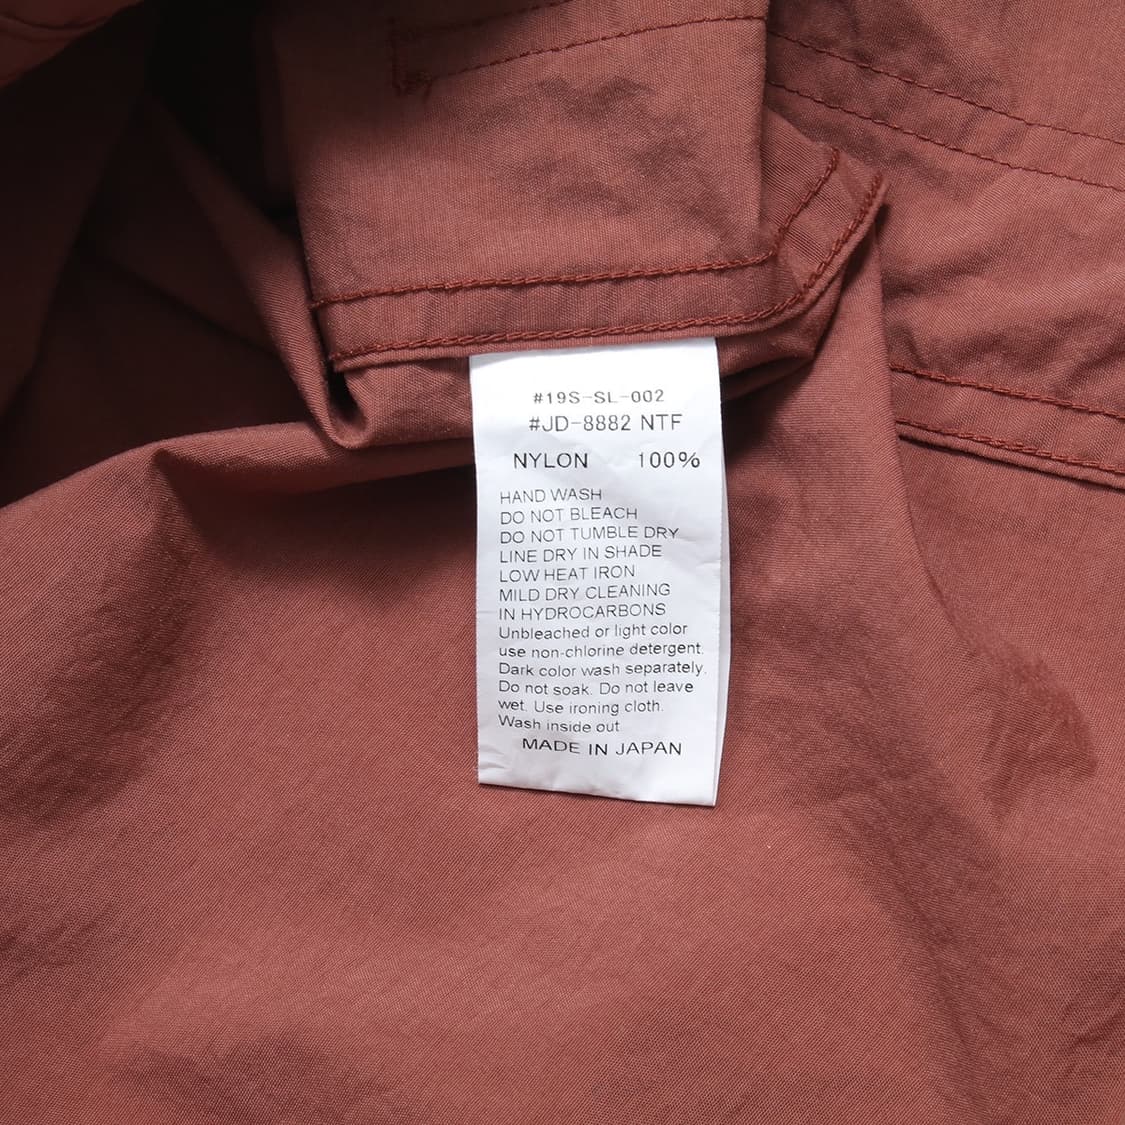 #19S-SL-002
#JD-8882 NTF
NYLON 100%
HAND WASH
DO NOT BLEACH
DO NOT TUMBLE DRY
LINE DRY IN SHADE
LOW HEAT IRON
MILD DRY CLEANING
IN HYDROCARBONS
Unbleached or light color
use non-chlorine detergent.
Dark color wash separately.
Do not soak. Do not leave
wet. Use ironing cloth.
Wash inside out
MADE IN JAPAN